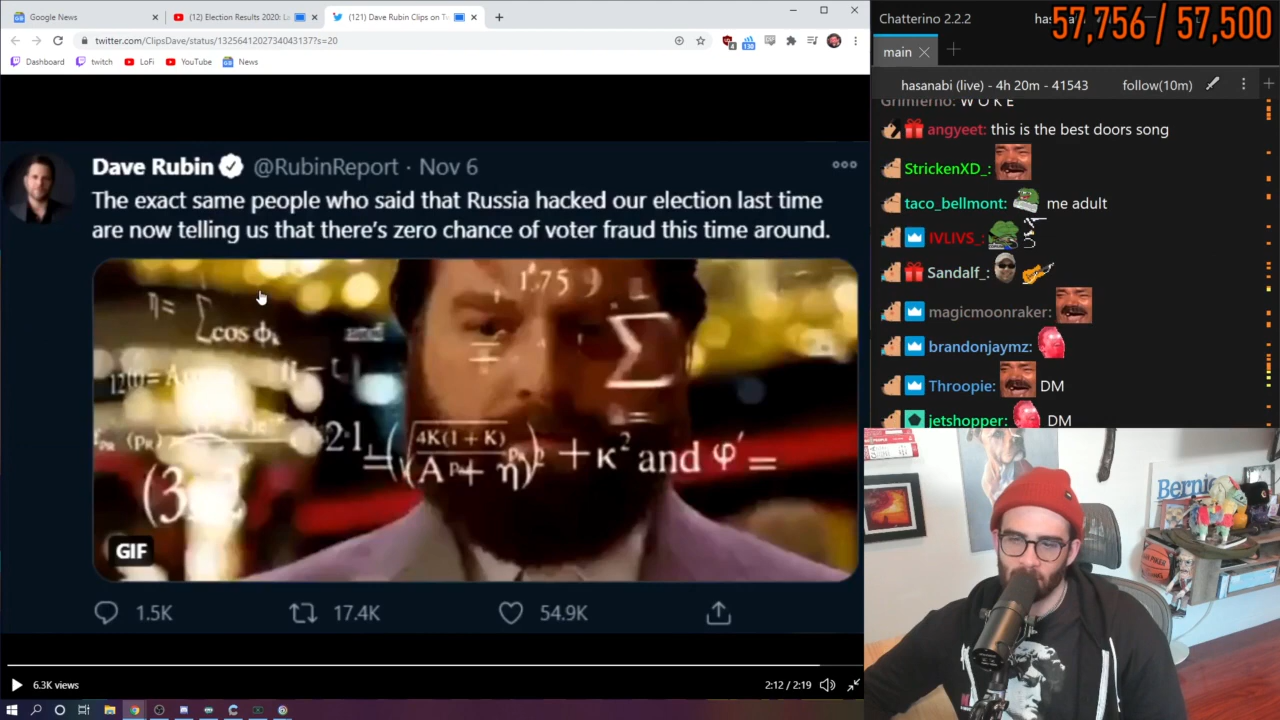 Google News
(12) Election Results 2020: L
(121) Dave Rubin Clips on Tw
twitter.com/ClipsDave/status/1325641202734043137?s=20
Dashboard
twitch
LoFi
YouTube
News
Dave Rubin @RubinReport · Nov 6
The exact same people who said that Russia hacked our election last time
are now telling us that there's zero chance of voter fraud this time around.
GIF
1.5K
17.4K
54.9K
6.3K views
2:12 / 2:19
Chatterino 2.2.2
57,756 / 57,500
main
hasanabi (live) - 4h 20m - 41543
follow(10m)
Grimferno: W O K E
angyeet: this is the best doors song
StrickenXD_:
taco_bellmont: me adult
IVLIVS_:
Sandalf_:
magicmoonraker:
brandonjaymz:
Throopie: DM
jetshopper: DM
Bernie